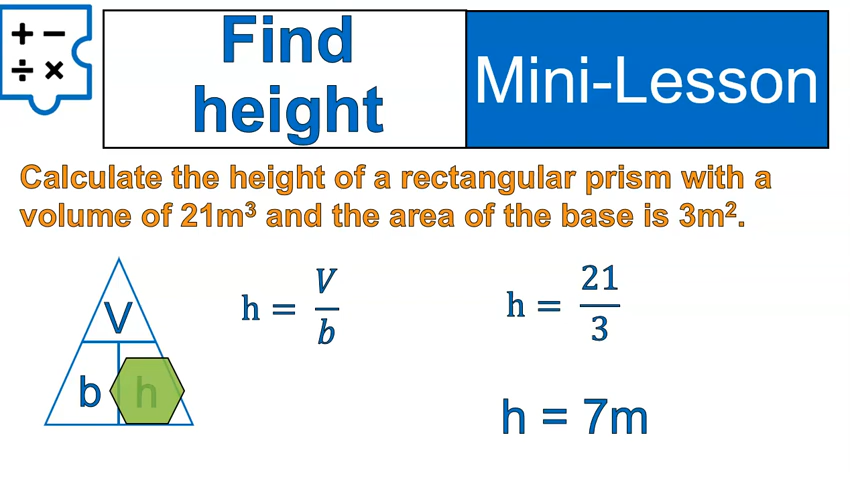 + −
÷ ×
Find
height
Mini-Lesson
Calculate the height of a rectangular prism with a
volume of 21m³ and the area of the base is 3m².
V
b h
h = V/b
h = 21/3
h = 7m